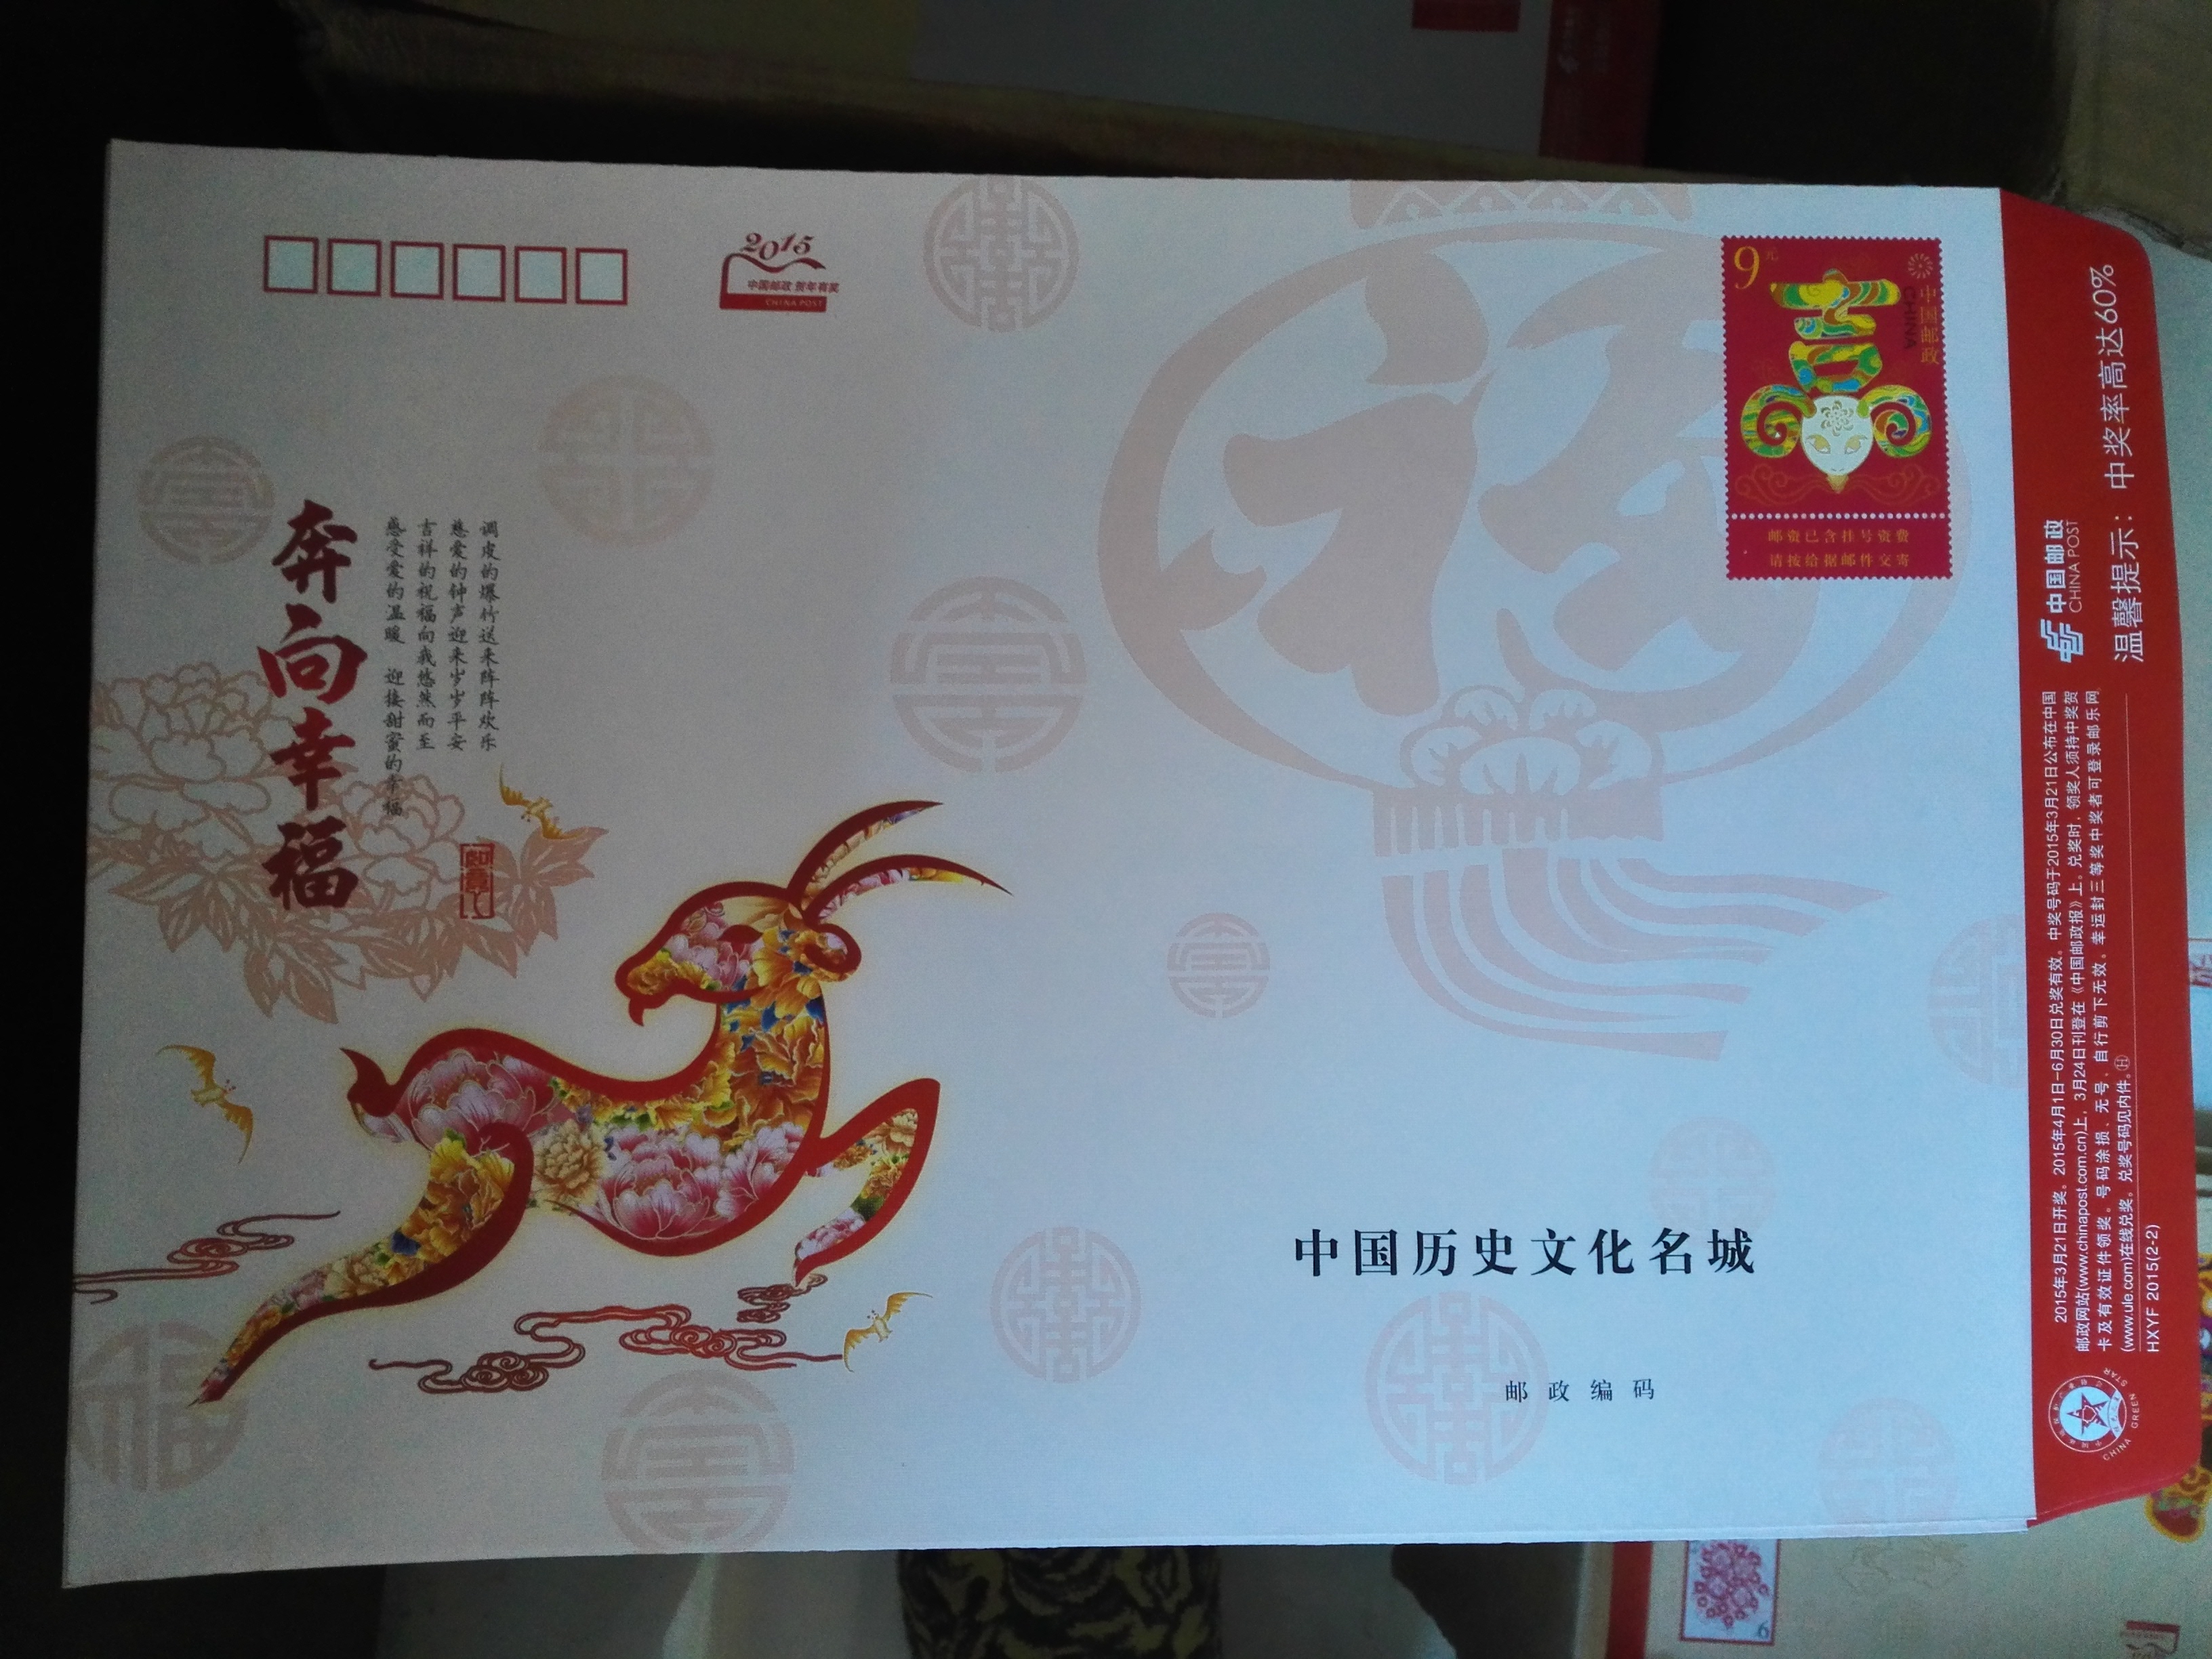 2015
中国邮政 贺年有奖
CHINA POST
9元
中国邮政
CHINA
邮资已含挂号资费
请按给据邮件交寄
奔向幸福
调皮的爆竹送来阵阵欢乐
慈爱的钟声迎来岁岁平安
吉祥的祝福向我悠然而至
感受爱的温暖 迎接甜蜜的幸福
福
中国历史文化名城
邮政编码
中国邮政
CHINA POST
温馨提示：中奖率高达60%
2015年3月21日开奖。2015年4月1日-6月30日兑奖有效。中奖号码于2015年3月21日公布在中国
邮政网站(www.chinapost.com.cn)上，3月24日刊登在《中国邮政报》上。兑奖时，领奖人须持中奖贺
卡及有效证件领奖。号码涂损、无号、自行剪下无效。幸运封三等奖中奖者可登录邮乐网
(www.ule.com)在线兑奖。兑奖号码见内件。
HXYF 2015(2-2)
CHINA GREEN STAR